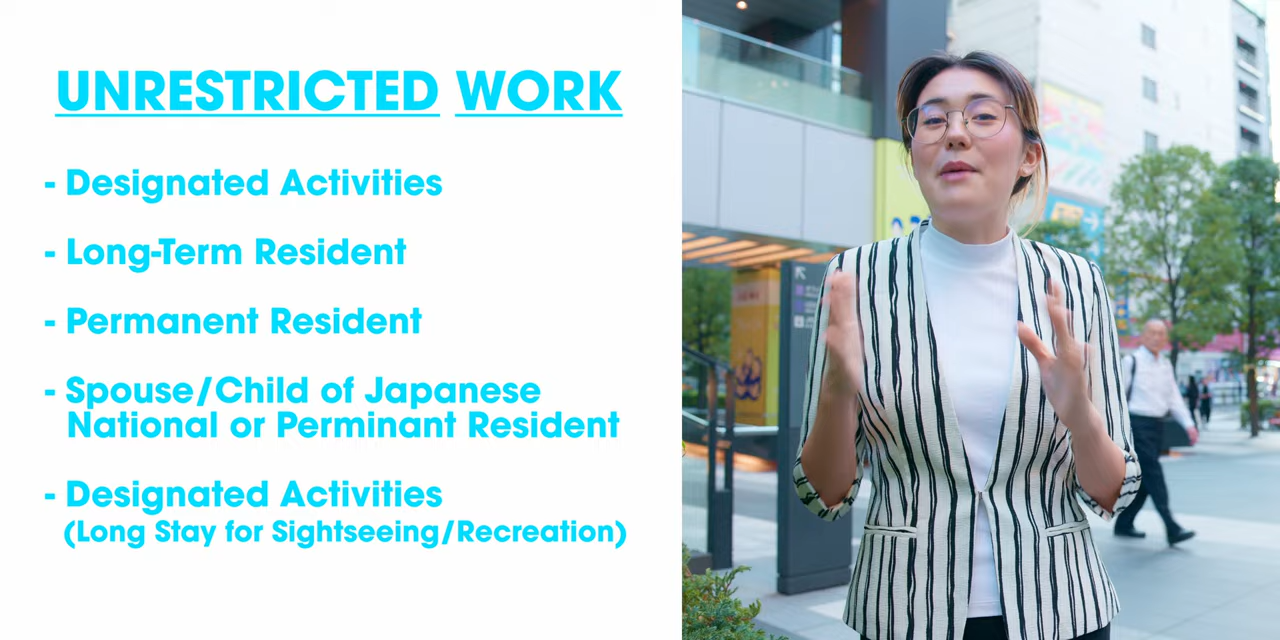 UNRESTRICTED WORK
- Designated Activities
- Long-Term Resident
- Permanent Resident
- Spouse/Child of Japanese
National or Perminant Resident
- Designated Activities
(Long Stay for Sightseeing/Recreation)